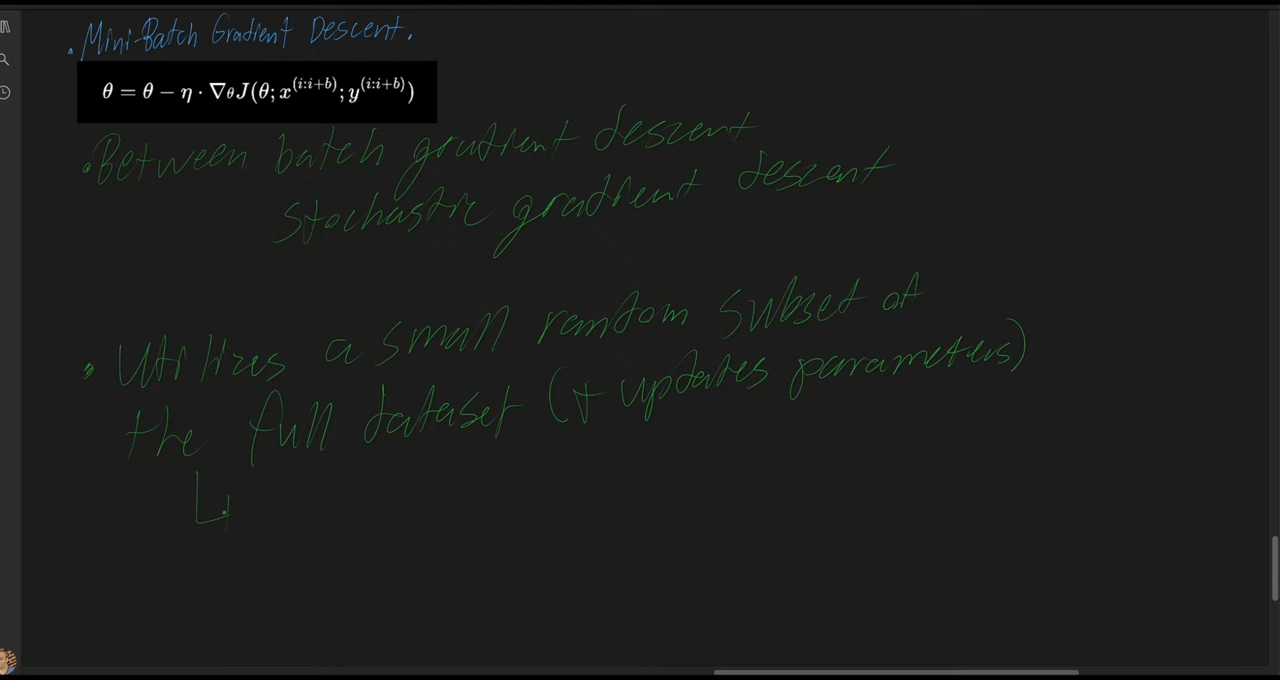 • Mini-Batch Gradient Descent.
θ = θ − η · ∇θJ(θ; x^(i:i+b); y^(i:i+b))
• Between batch gradient descent
stochastic gradient descent
• Utilizes a small random subset of
the full dataset (+ updates parameters)